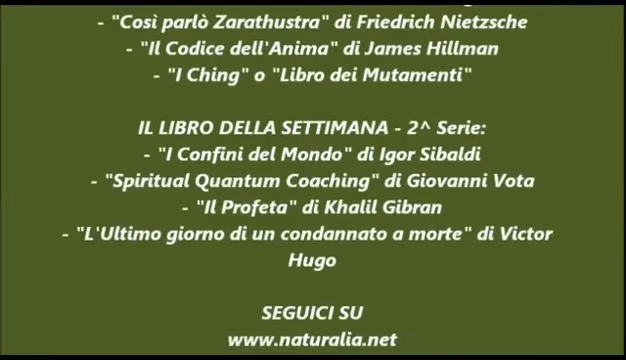 - "Così parlò Zarathustra" di Friedrich Nietzsche
- "Il Codice dell'Anima" di James Hillman
- "I Ching" o "Libro dei Mutamenti"
IL LIBRO DELLA SETTIMANA - 2^ Serie:
- "I Confini del Mondo" di Igor Sibaldi
- "Spiritual Quantum Coaching" di Giovanni Vota
- "Il Profeta" di Khalil Gibran
- "L'Ultimo giorno di un condannato a morte" di Victor
Hugo
SEGUICI SU
www.naturalia.net